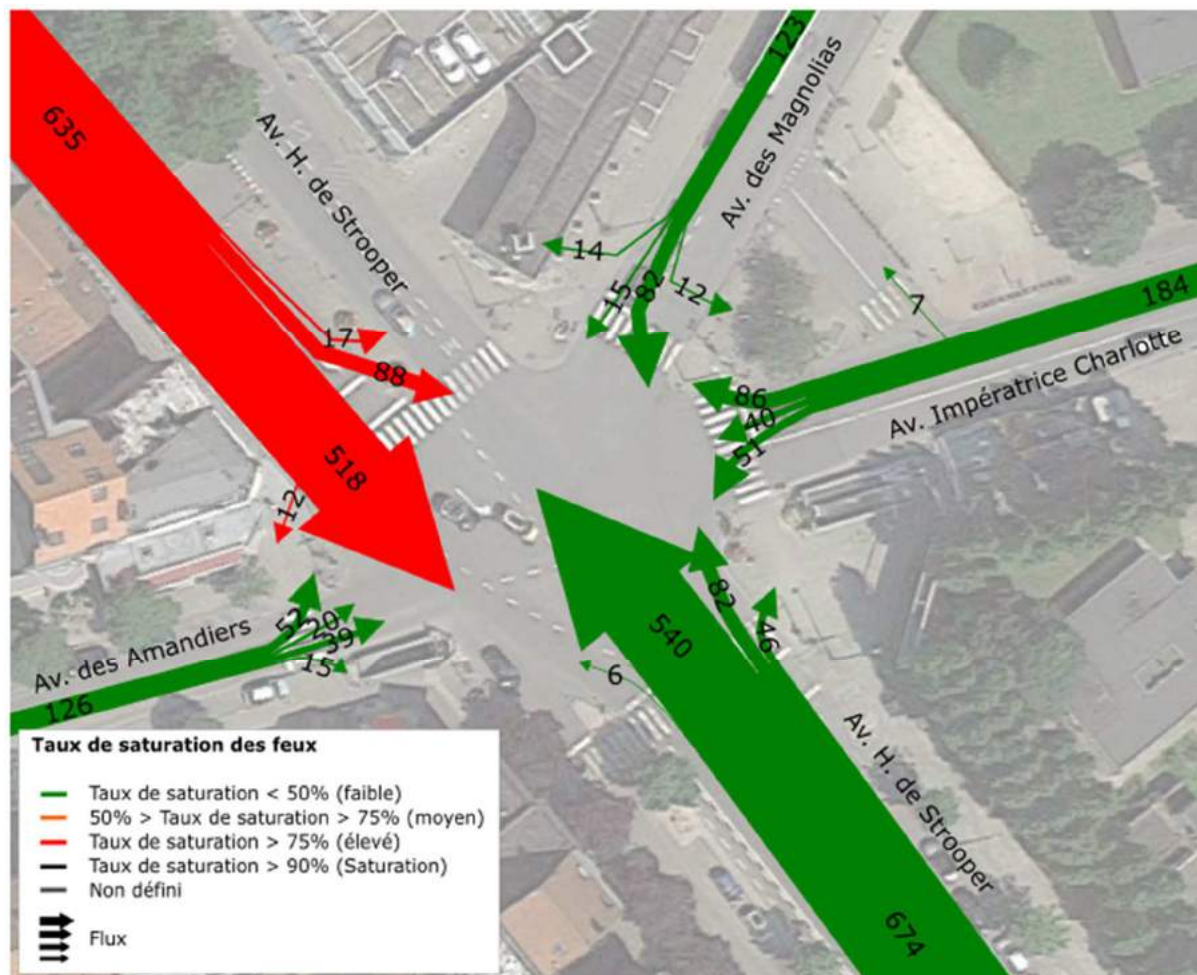 123
635
Av. H. de Strooper
Av. des Magnolias
14
15
82
12
7
184
17
88
86
40
51
Av. Impératrice Charlotte
518
12
Av. des Amandiers
52
20
39
15
126
82
46
540
6
Av. H. de Strooper
674
Taux de saturation des feux
Taux de saturation < 50% (faible)
50% > Taux de saturation > 75% (moyen)
Taux de saturation > 75% (élevé)
Taux de saturation > 90% (Saturation)
Non défini
Flux